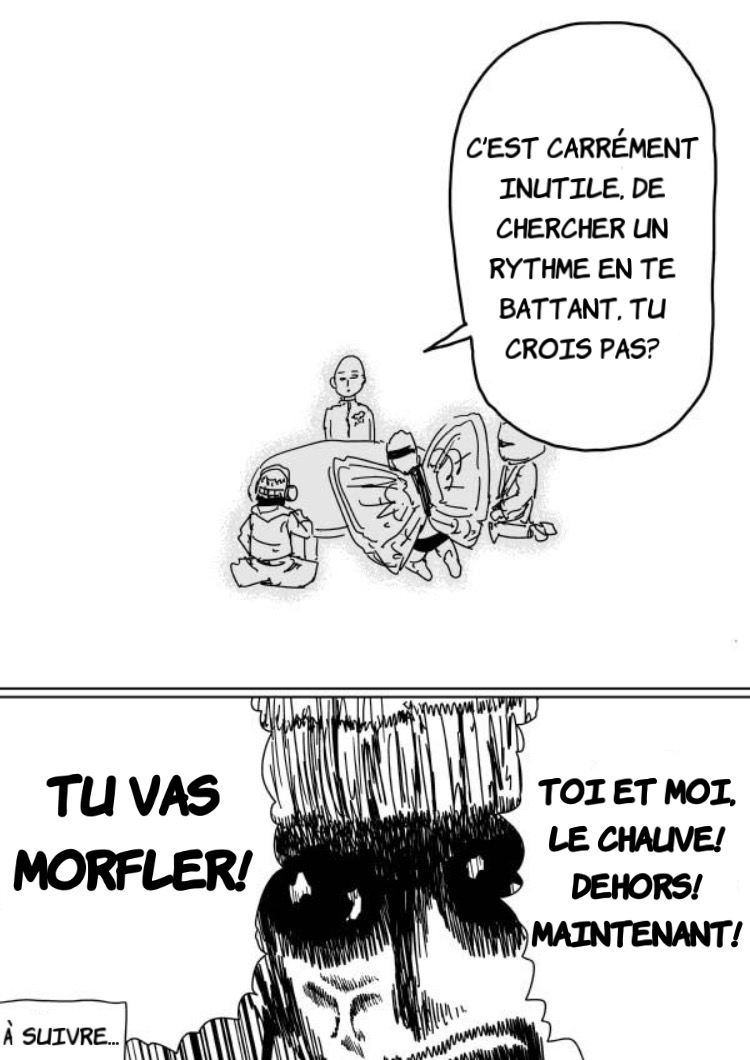 C'EST CARRÉMENT
INUTILE, DE
CHERCHER UN
RYTHME EN TE
BATTANT, TU
CROIS PAS?
TOI ET MOI,
LE CHAUVE!
DEHORS!
MAINTENANT!
TU VAS
MORFLER!
À SUIVRE...